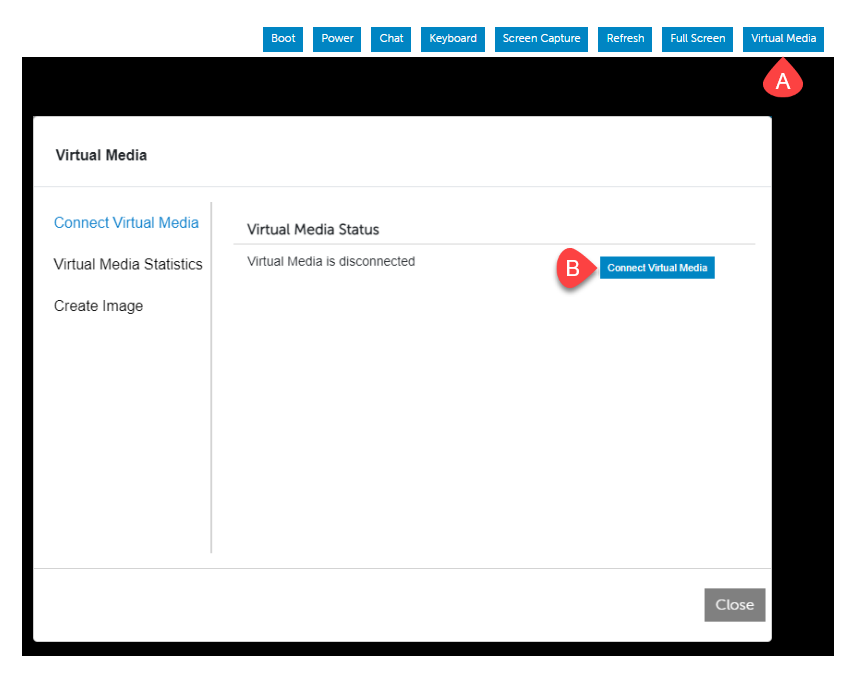 Boot Power Chat Keyboard Screen Capture Refresh Full Screen Virtual Media
A
Virtual Media
Connect Virtual Media
Virtual Media Statistics
Create Image
Virtual Media Status
Virtual Media is disconnected
B
Connect Virtual Media
Close